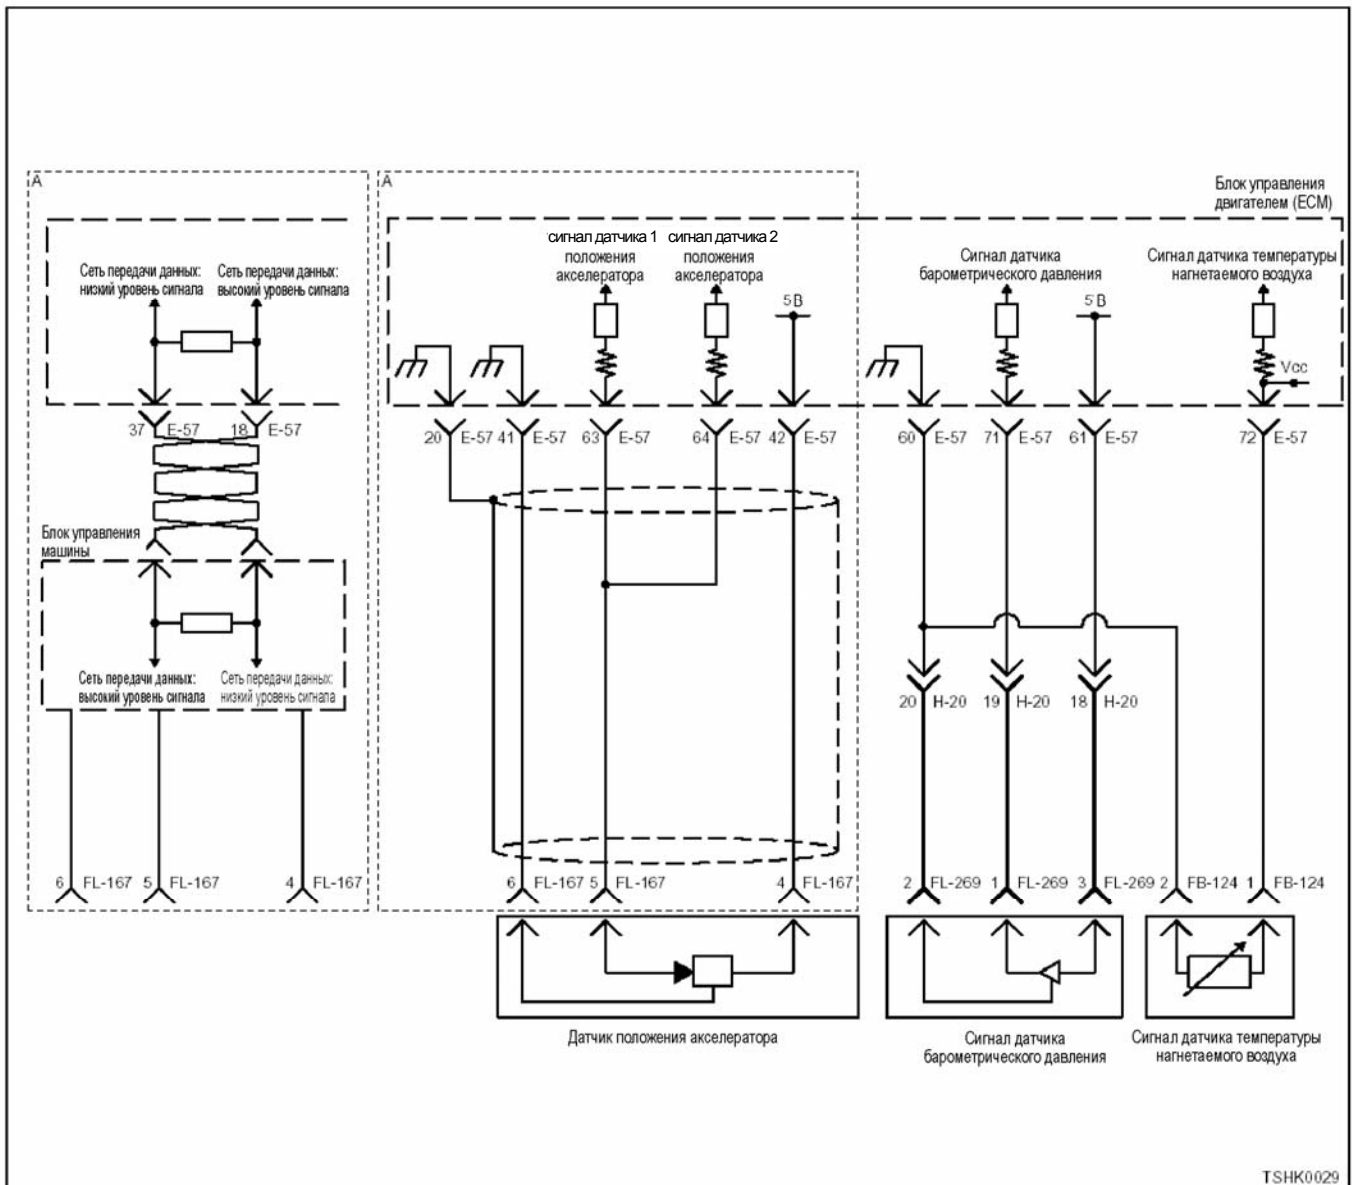 A
A
Блок управления
двигателем (ECM)
Сеть передачи данных:
низкий уровень сигнала
Сеть передачи данных:
высокий уровень сигнала
сигнал датчика 1
положения
акселератора
сигнал датчика 2
положения
акселератора
5В
Сигнал датчика
барометрического давления
5В
Сигнал датчика температуры
нагнетаемого воздуха
Vcc
37 E-57 18 E-57
20 E-57 41 E-57 63 E-57 64 E-57 42 E-57 60 E-57 71 E-57 61 E-57 72 E-57
Блок управления
машины
Сеть передачи данных:
высокий уровень сигнала
Сеть передачи данных:
низкий уровень сигнала
20 H-20 19 H-20 18 H-20
6 FL-167 5 FL-167 4 FL-167 6 FL-167 5 FL-167 4 FL-167 2 FL-269 1 FL-269 3 FL-269 2 FB-124 1 FB-124
Датчик положения акселератора
Сигнал датчика
барометрического давления
Сигнал датчика температуры
нагнетаемого воздуха
TSHK0029